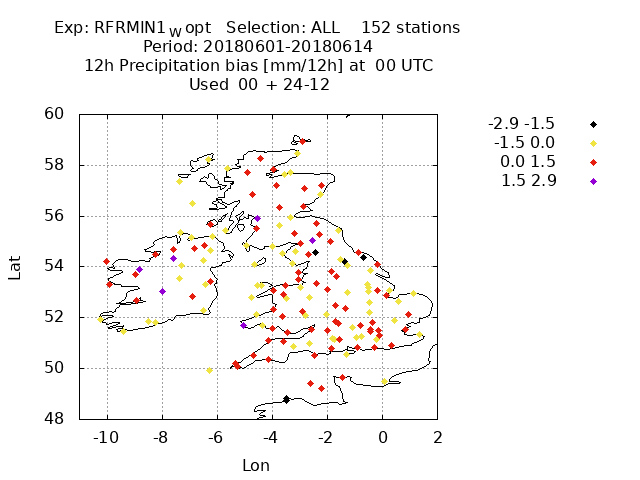 Exp: RFRMIN1wopt Selection: ALL 152 stations
Period: 20180601-20180614
12h Precipitation bias [mm/12h] at 00 UTC
Used 00 + 24-12
-2.9 -1.5
-1.5 0.0
0.0 1.5
1.5 2.9
60
58
56
54
52
50
48
Lat
-10 -8 -6 -4 -2 0 2
Lon